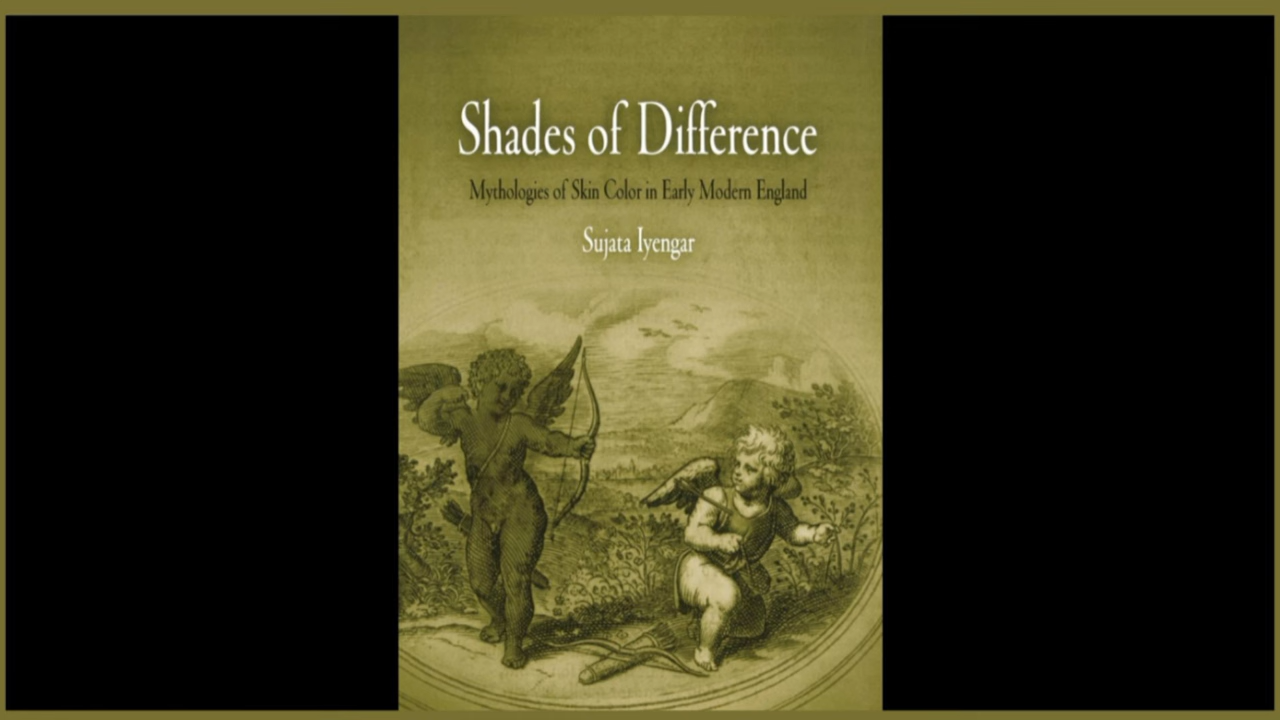 Shades of Difference
Mythologies of Skin Color in Early Modern England
Sujata Iyengar